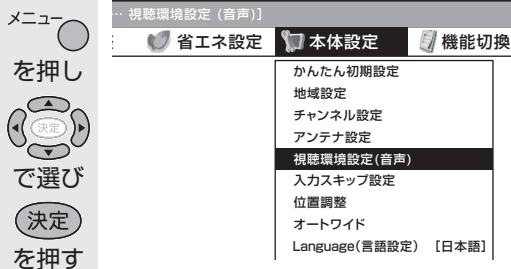 メニュー
を押し
決定
で選び
決定
を押す
… 視聴環境設定 (音声)]
省エネ設定 本体設定 機能切換
かんたん初期設定
地域設定
チャンネル設定
アンテナ設定
視聴環境設定(音声)
入力スキップ設定
位置調整
オートワイド
Language(言語設定) [日本語]